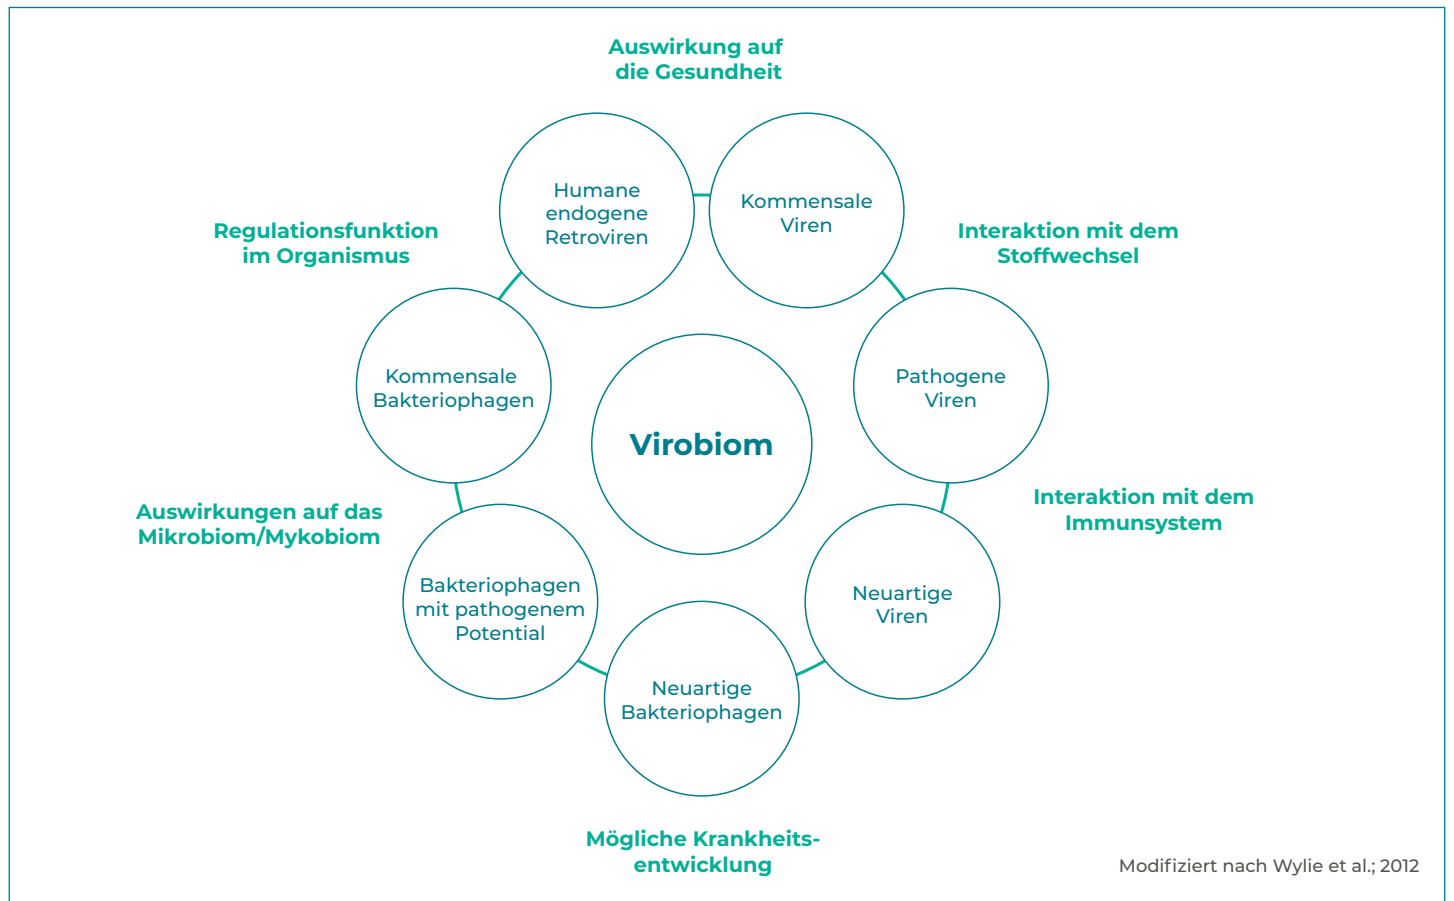 Auswirkung auf
die Gesundheit
Humane
endogene
Retroviren
Kommensale
Viren
Regulationsfunktion
im Organismus
Interaktion mit dem
Stoffwechsel
Kommensale
Bakteriophagen
Pathogene
Viren
Virobiom
Auswirkungen auf das
Mikrobiom/Mykobiom
Interaktion mit dem
Immunsystem
Bakteriophagen
mit pathogenem
Potential
Neuartige
Viren
Neuartige
Bakteriophagen
Mögliche Krankheits-
entwicklung
Modifiziert nach Wylie et al.; 2012